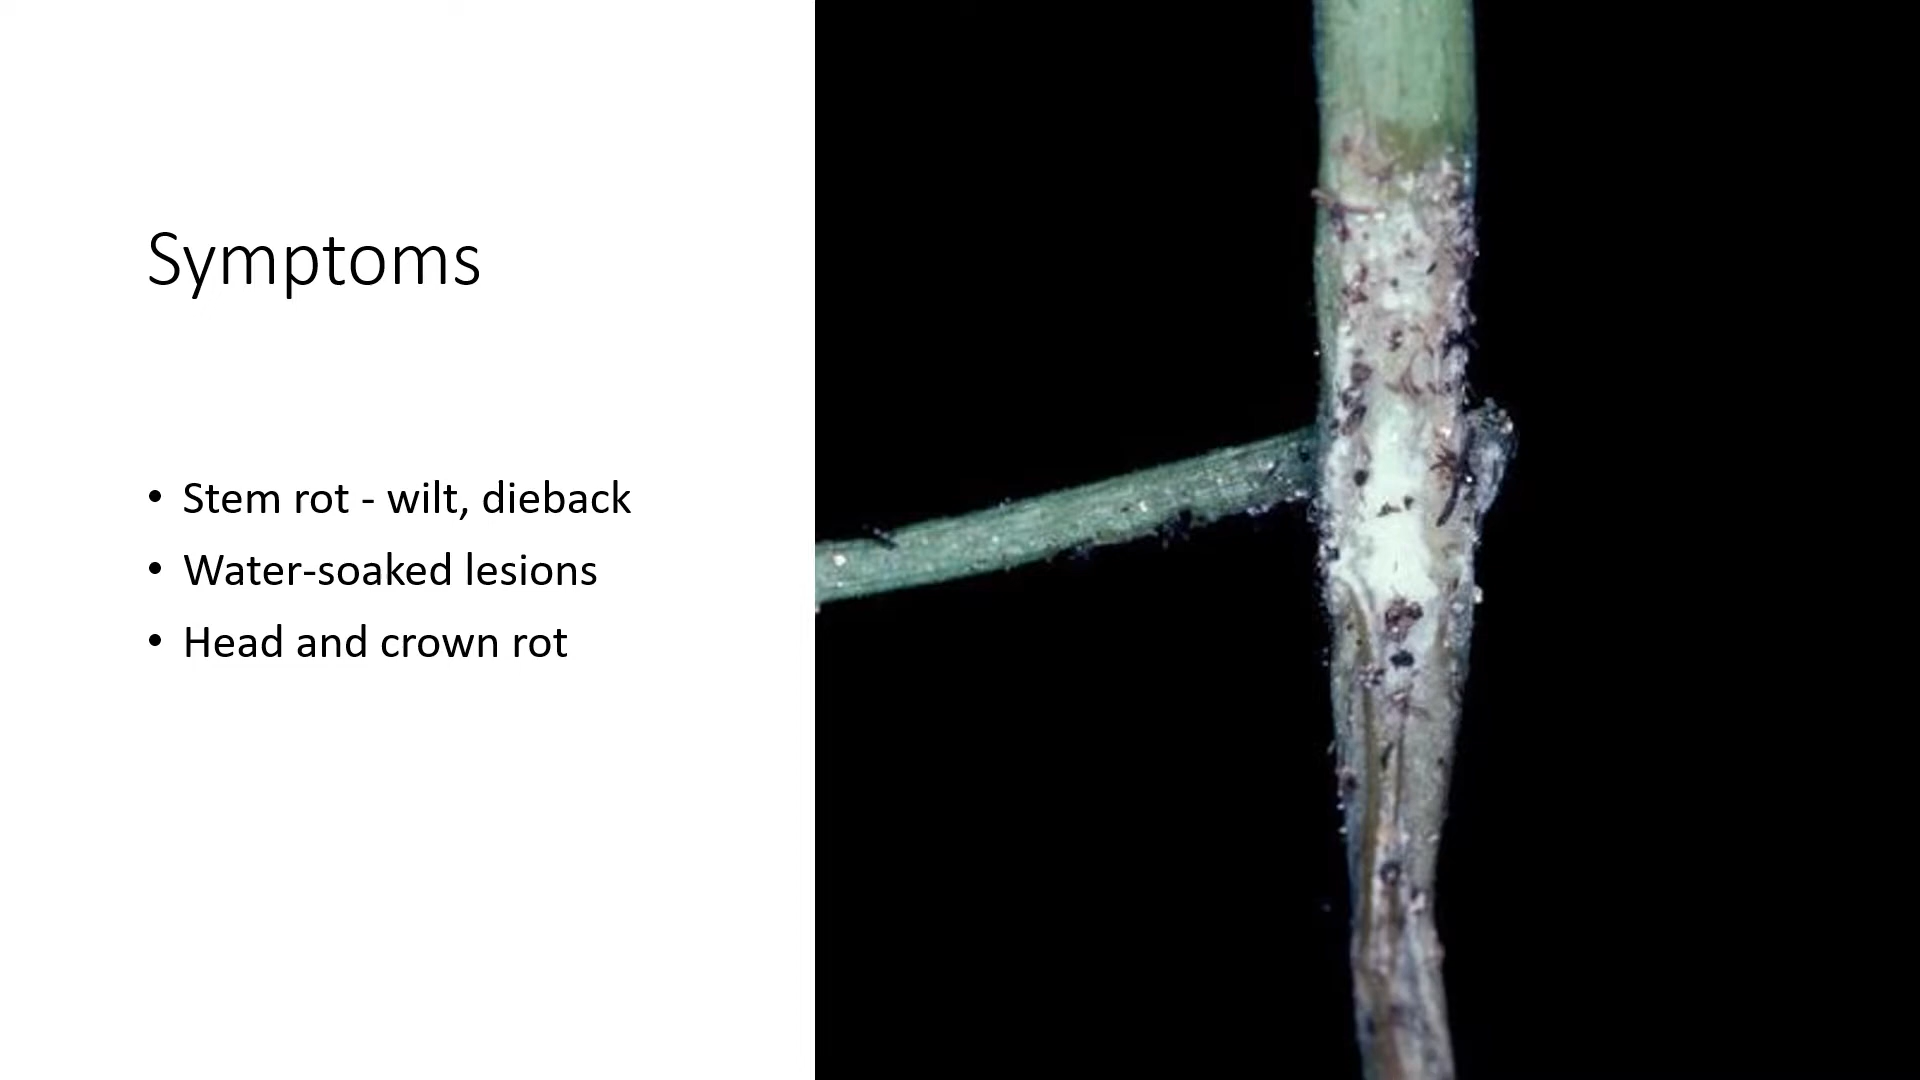 Symptoms
• Stem rot - wilt, dieback
• Water-soaked lesions
• Head and crown rot